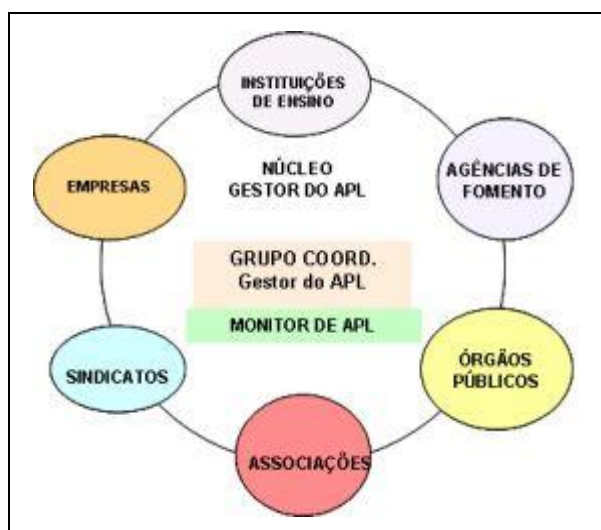 INSTITUIÇÕES
DE ENSINO
EMPRESAS
NÚCLEO
GESTOR DO APL
AGÊNCIAS DE
FOMENTO
GRUPO COORD.
Gestor do APL
MONITOR DE APL
SINDICATOS
ÓRGÃOS
PÚBLICOS
ASSOCIAÇÕES